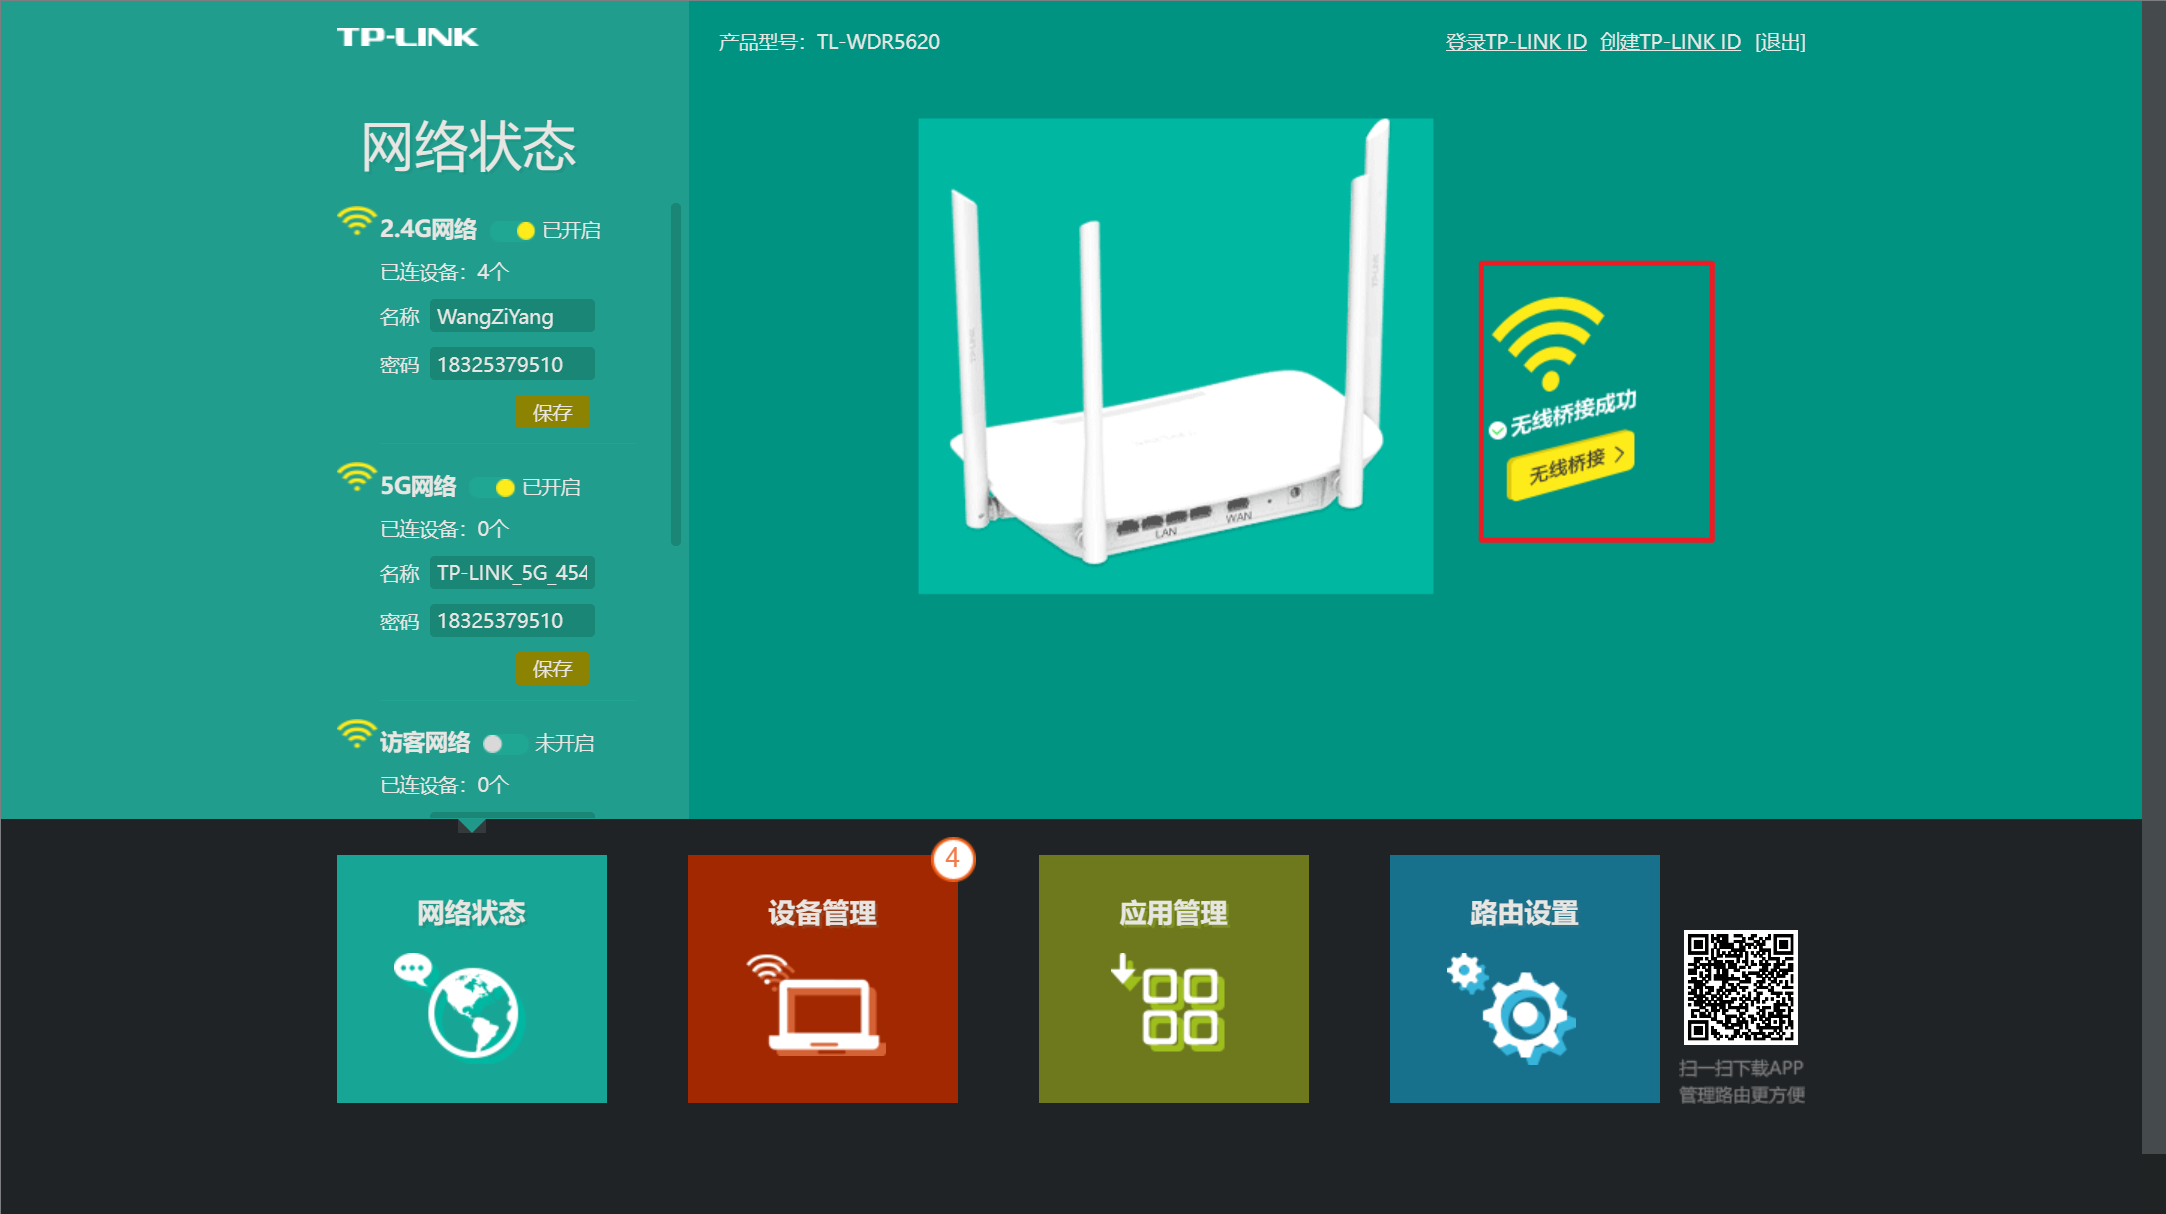 TP-LINK
产品型号：TL-WDR5620
登录TP-LINK ID 创建TP-LINK ID [退出]
网络状态
2.4G网络 已开启
已连设备：4个
名称 WangZiYang
密码 18325379510
保存
5G网络 已开启
已连设备：0个
名称 TP-LINK_5G_454
密码 18325379510
保存
访客网络 未开启
已连设备：0个
LAN
WAN
无线桥接成功
无线桥接 >
网络状态
设备管理
4
应用管理
路由设置
扫一扫下载APP
管理路由更方便